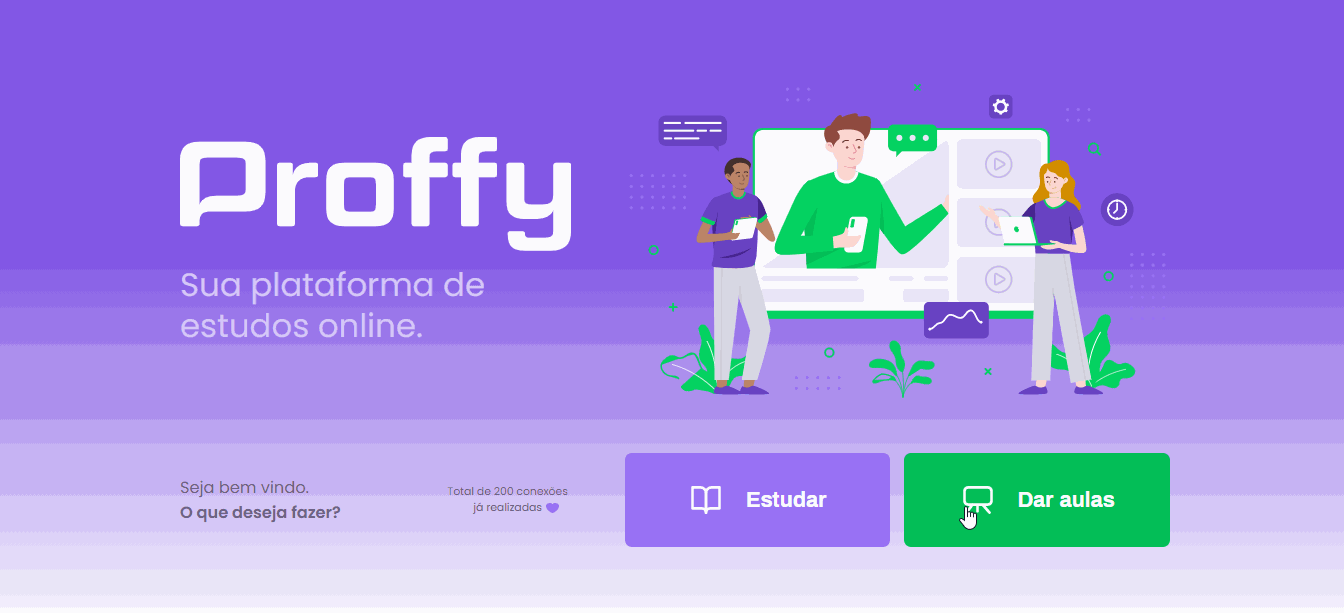 Proffy
Sua plataforma de
estudos online.
Seja bem vindo.
O que deseja fazer?
Total de 200 conexões
já realizadas
Estudar
Dar aulas